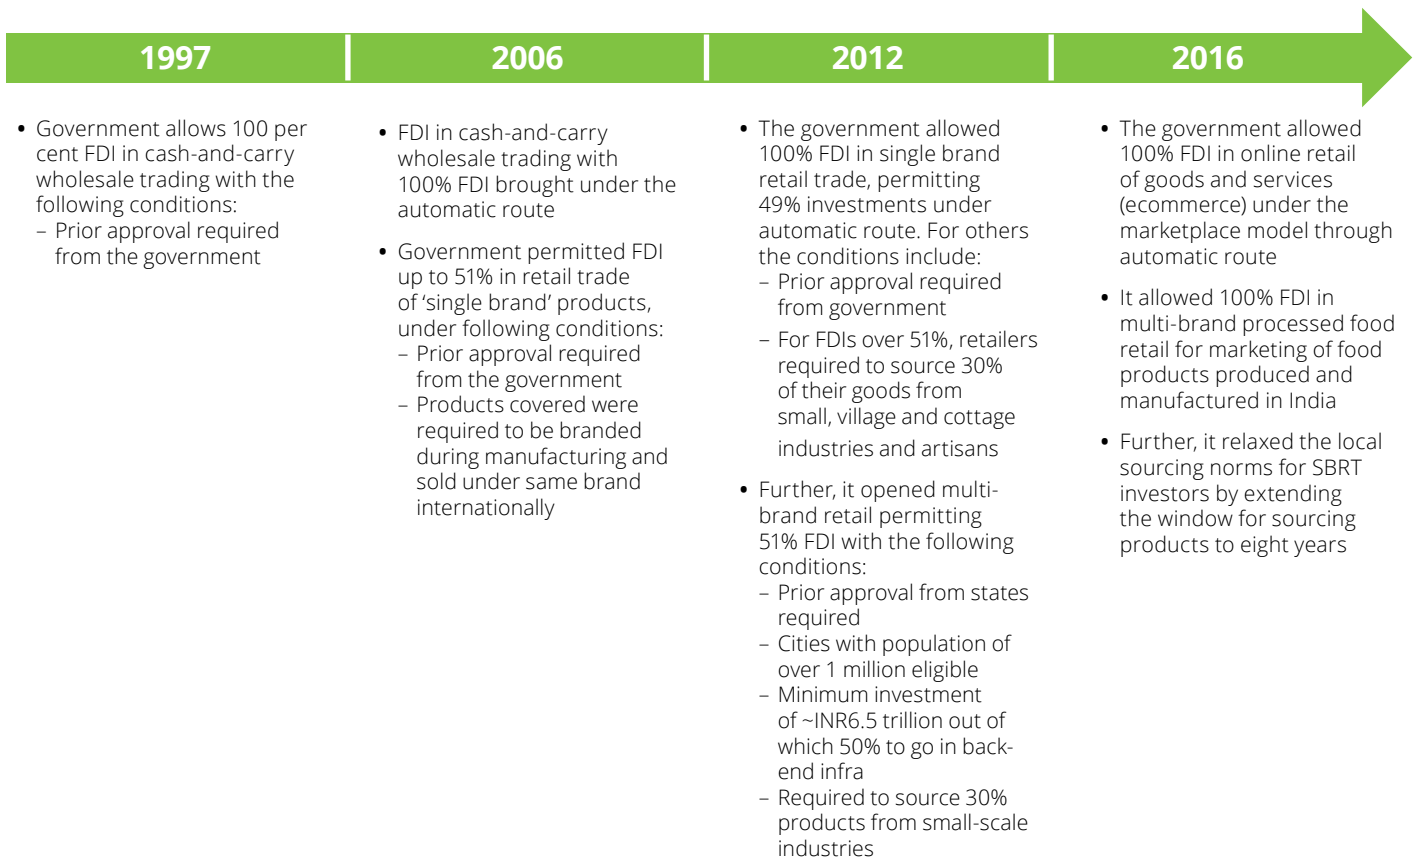 1997
2006
2012
2016
• Government allows 100 per
cent FDI in cash-and-carry
wholesale trading with the
following conditions:
– Prior approval required
from the government
• FDI in cash-and-carry
wholesale trading with
100% FDI brought under the
automatic route
• Government permitted FDI
up to 51% in retail trade
of ‘single brand’ products,
under following conditions:
– Prior approval required
from the government
– Products covered were
required to be branded
during manufacturing and
sold under same brand
internationally
• The government allowed
100% FDI in single brand
retail trade, permitting
49% investments under
automatic route. For others
the conditions include:
– Prior approval required
from government
– For FDIs over 51%, retailers
required to source 30%
of their goods from
small, village and cottage
industries and artisans
• Further, it opened multi-
brand retail permitting
51% FDI with the following
conditions:
– Prior approval from states
required
– Cities with population of
over 1 million eligible
– Minimum investment
of ~INR6.5 trillion out of
which 50% to go in back-
end infra
– Required to source 30%
products from small-scale
industries
• The government allowed
100% FDI in online retail
of goods and services
(ecommerce) under the
marketplace model through
automatic route
• It allowed 100% FDI in
multi-brand processed food
retail for marketing of food
products produced and
manufactured in India
• Further, it relaxed the local
sourcing norms for SBRT
investors by extending
the window for sourcing
products to eight years